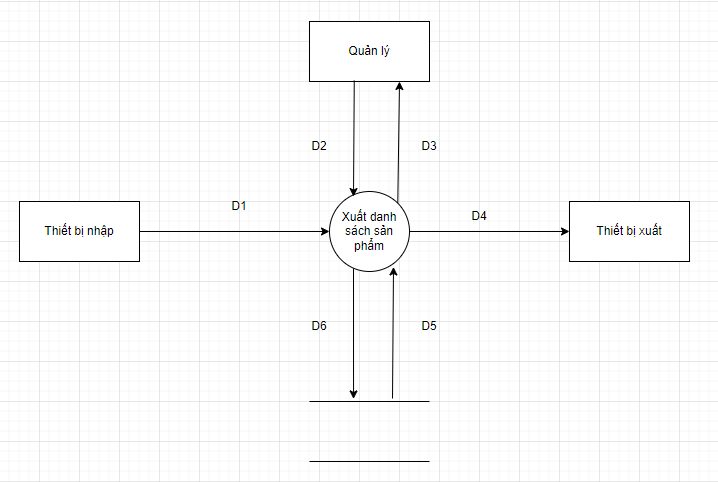 Quản lý
D2
D3
D1
Thiết bị nhập
Xuất danh
sách sản
phẩm
D4
Thiết bị xuất
D6
D5